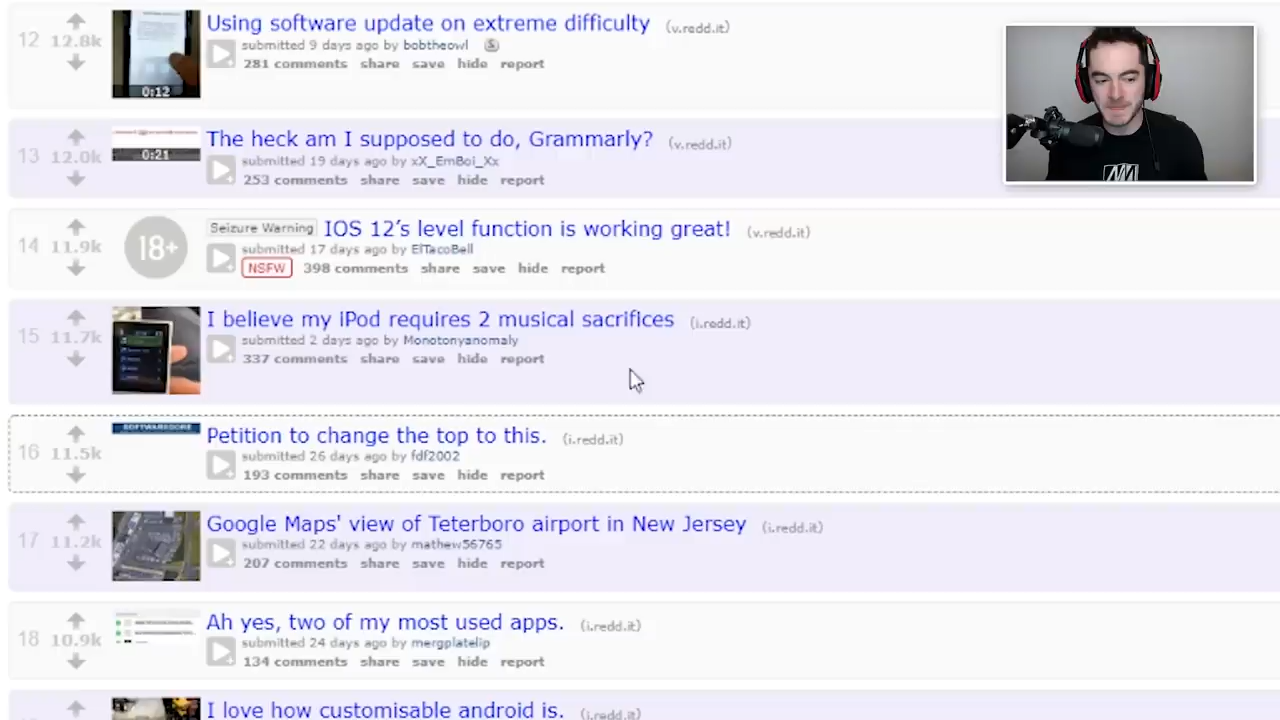 12
12.8k
0:12
Using software update on extreme difficulty (v.redd.it)
submitted 9 days ago by bobtheowl
281 comments share save hide report
13
12.0k
0:21
The heck am I supposed to do, Grammarly? (v.redd.it)
submitted 19 days ago by xX_EmBoi_Xx
253 comments share save hide report
14
11.9k
18+
Seizure Warning IOS 12’s level function is working great! (v.redd.it)
submitted 17 days ago by ElTacoBell
NSFW 398 comments share save hide report
15
11.7k
I believe my iPod requires 2 musical sacrifices (i.redd.it)
submitted 2 days ago by Monotonyanomaly
337 comments share save hide report
16
11.5k
SOFTWAREGORE
Petition to change the top to this. (i.redd.it)
submitted 26 days ago by fdf2002
193 comments share save hide report
17
11.2k
Google Maps' view of Teterboro airport in New Jersey (i.redd.it)
submitted 22 days ago by mathew56765
207 comments share save hide report
18
10.9k
Ah yes, two of my most used apps. (i.redd.it)
submitted 24 days ago by mergplatelip
134 comments share save hide report
I love how customisable android is. (i.redd.it)